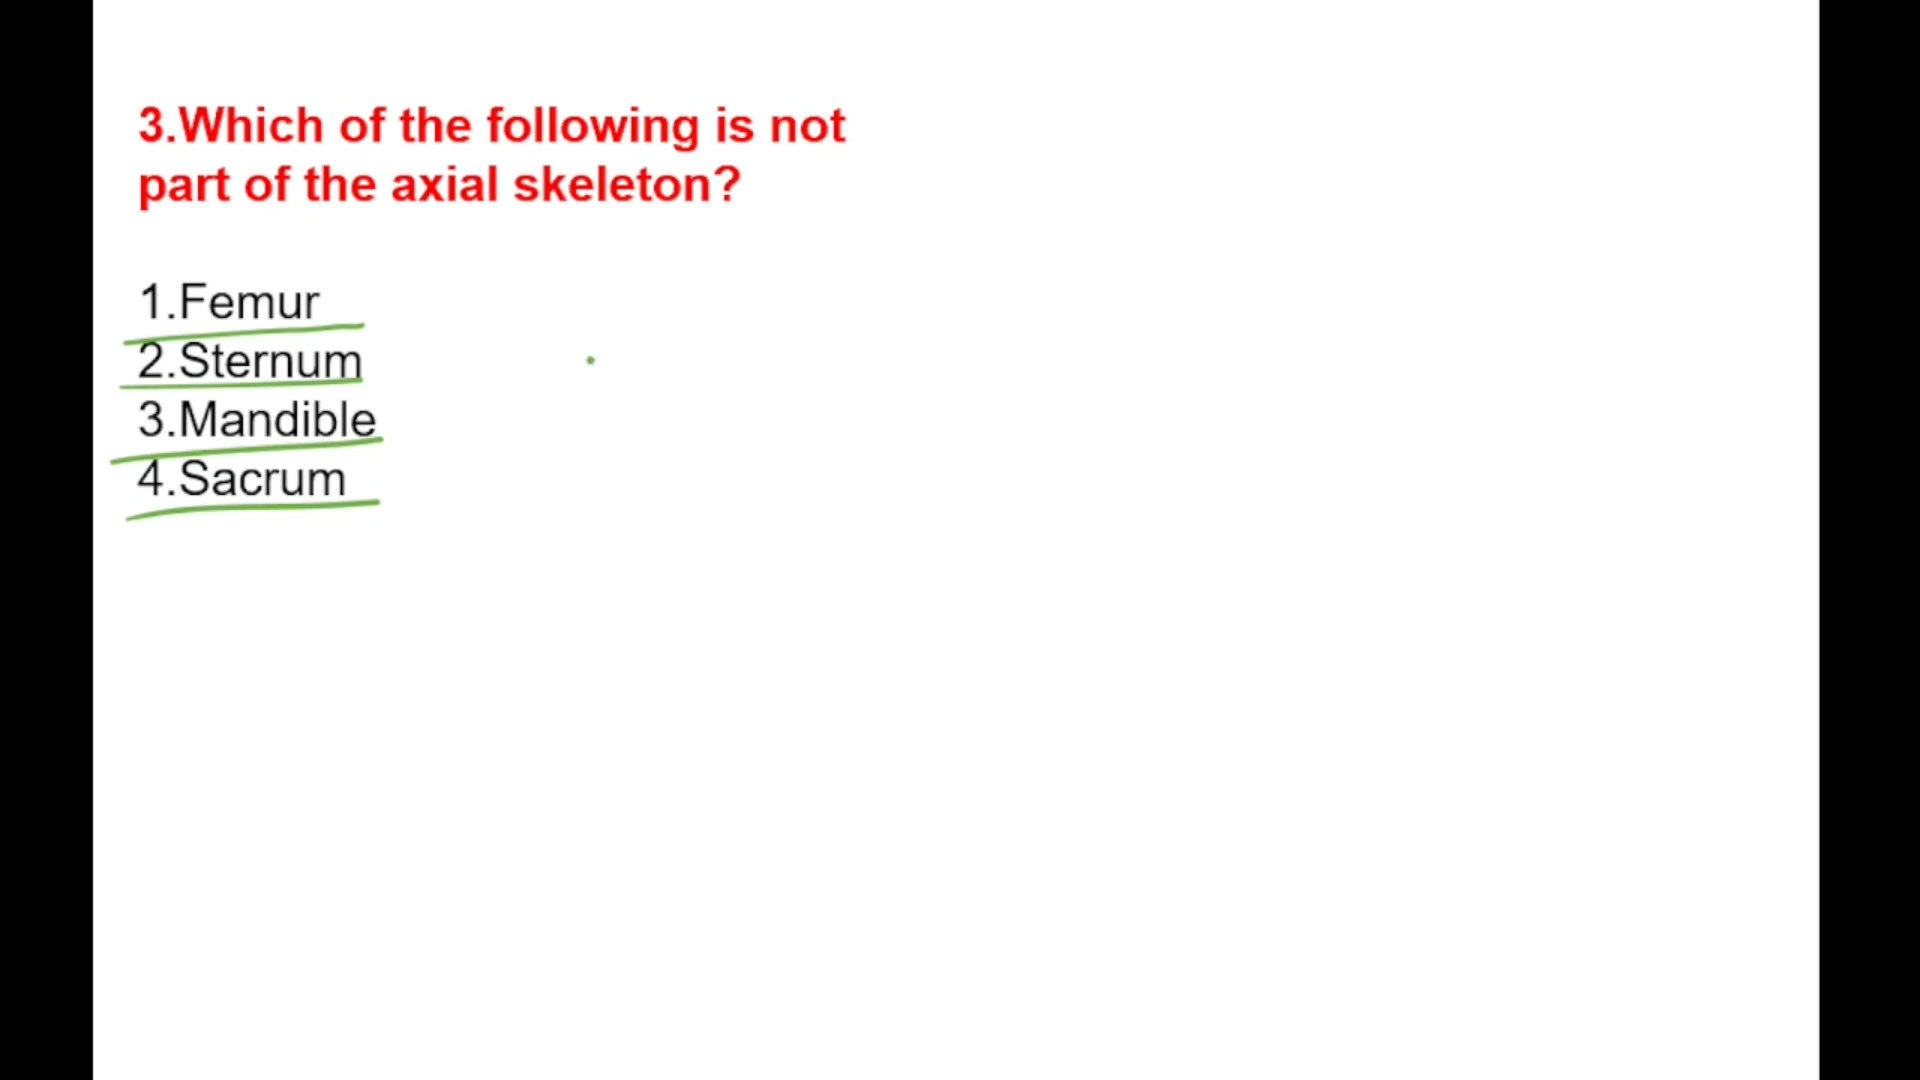 3.Which of the following is not
part of the axial skeleton?
1.Femur
2.Sternum
3.Mandible
4.Sacrum